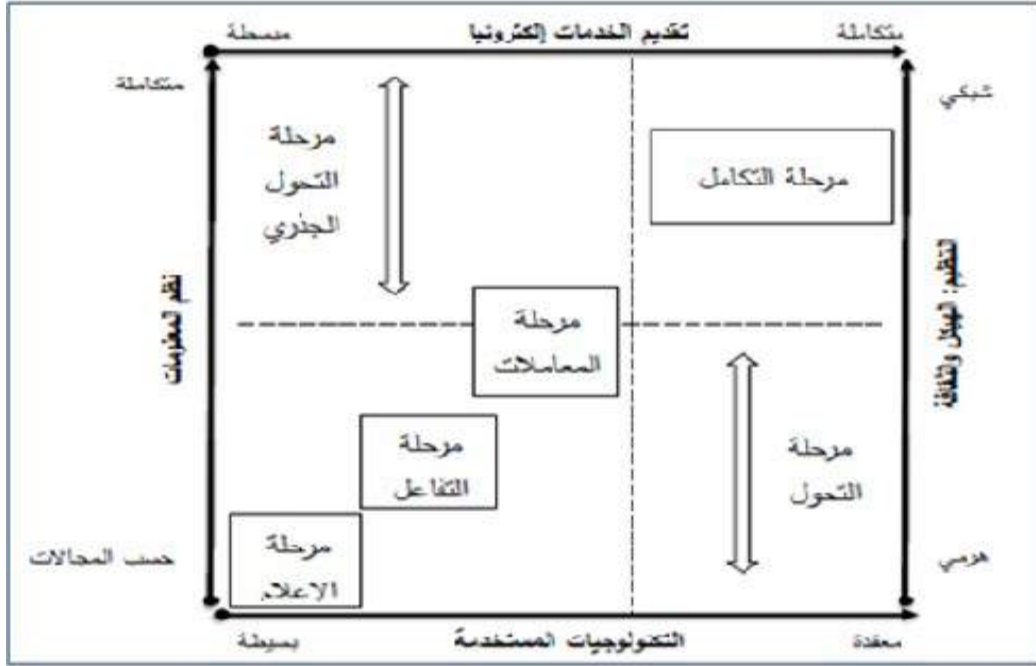 متكاملة
تقديم الخدمات إلكترونيا
مبسطة
شبكي
متكاملة
مرحلة
التحول
الجذري
مرحلة التكامل
التنظيم: الهيكل والثقافة
نظم المعلومات
مرحلة
المعاملات
مرحلة
التحول
مرحلة
التفاعل
مرحلة
الاعلام
هرمي
حسب المجالات
معقدة
التكنولوجيات المستخدمة
بسيطة